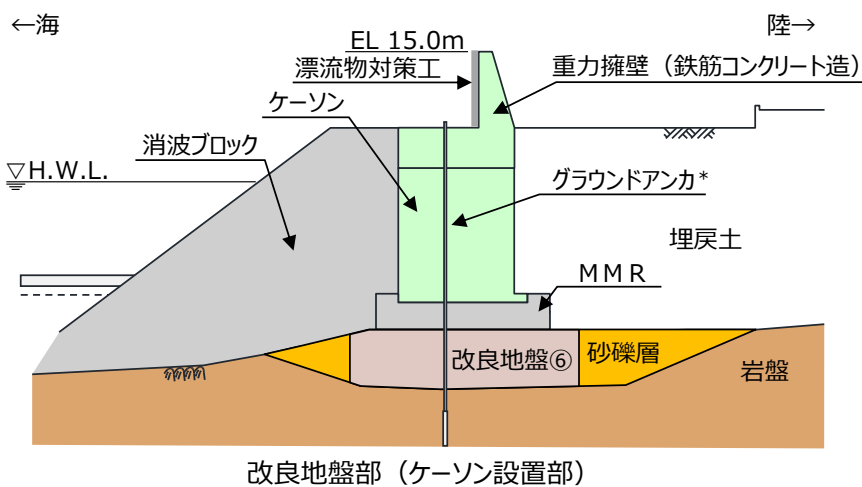 ←海
陸→
EL 15.0m
漂流物対策工
重力擁壁（鉄筋コンクリート造）
ケーソン
消波ブロック
▽H.W.L.
グラウンドアンカ*
埋戻土
ＭＭＲ
改良地盤⑥
砂礫層
岩盤
改良地盤部（ケーソン設置部）